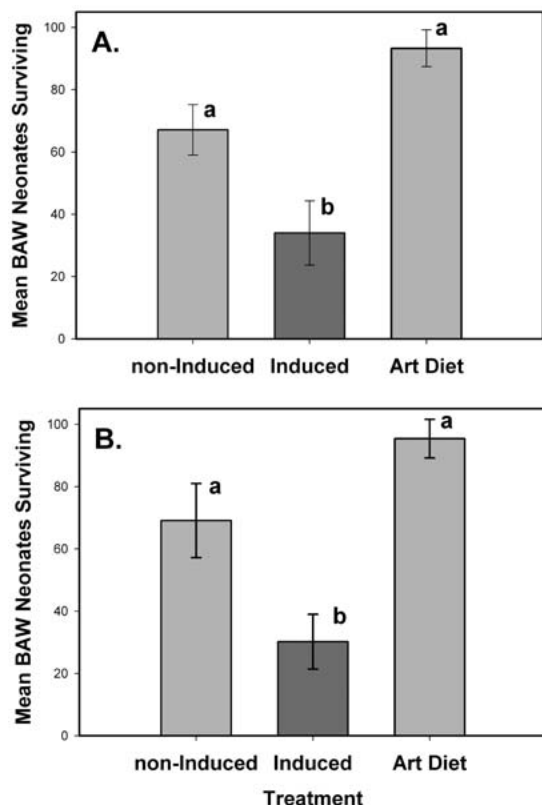 A.
Mean BAW Neonates Surviving
100
80
60
40
20
0
a
b
a
non-Induced Induced Art Diet
B.
Mean BAW Neonates Surviving
100
80
60
40
20
0
a
b
a
non-Induced Induced Art Diet
Treatment